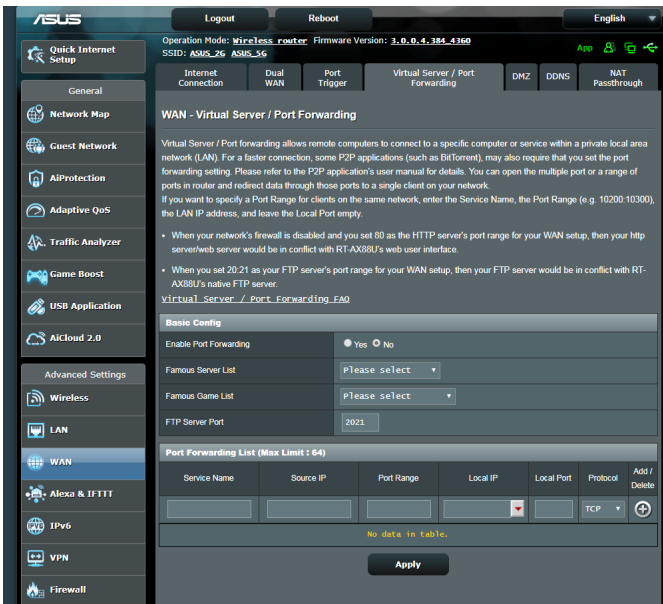 ASUS
Logout
Reboot
English
Quick Internet
Setup
General
Network Map
Guest Network
AiProtection
Adaptive QoS
Traffic Analyzer
Game Boost
USB Application
AiCloud 2.0
Advanced Settings
Wireless
LAN
WAN
Alexa & IFTTT
IPv6
VPN
Firewall
Operation Mode: Wireless router Firmware Version: 3.0.0.4.384_4360
SSID: ASUS_2G ASUS_5G
App
Internet
Connection
Dual
WAN
Port
Trigger
Virtual Server / Port
Forwarding
DMZ
DDNS
NAT
Passthrough
WAN - Virtual Server / Port Forwarding
Virtual Server / Port forwarding allows remote computers to connect to a specific computer or service within a private local area
network (LAN). For a faster connection, some P2P applications (such as BitTorrent), may also require that you set the port
forwarding setting. Please refer to the P2P application's user manual for details. You can open the multiple port or a range of
ports in router and redirect data through those ports to a single client on your network.
If you want to specify a Port Range for clients on the same network, enter the Service Name, the Port Range (e.g. 10200:10300),
the LAN IP address, and leave the Local Port empty.
• When your network's firewall is disabled and you set 80 as the HTTP server's port range for your WAN setup, then your http
server/web server would be in conflict with RT-AX88U's web user interface.
• When you set 20:21 as your FTP server's port range for your WAN setup, then your FTP server would be in conflict with RT-
AX88U's native FTP server.
Virtual Server / Port Forwarding FAQ
Basic Config
Enable Port Forwarding Yes No
Famous Server List Please select
Famous Game List Please select
FTP Server Port 2021
Port Forwarding List (Max Limit : 64)
Service Name Source IP Port Range Local IP Local Port Protocol Add /
Delete
TCP
No data in table.
Apply